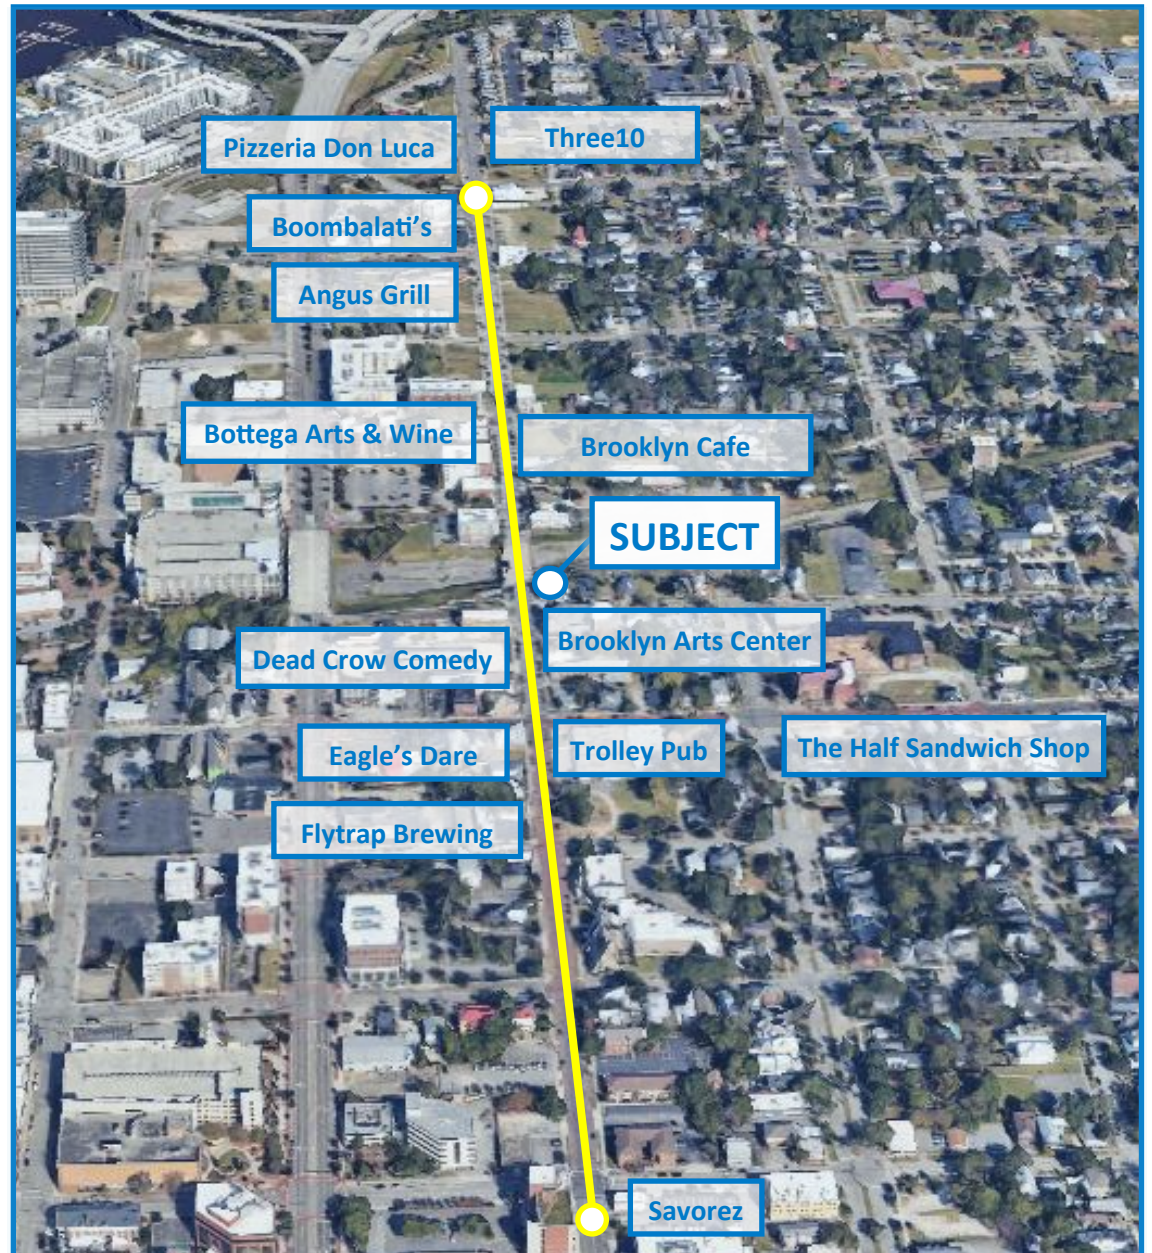 Three10
Pizzeria Don Luca
Boombalati's
Angus Grill
Bottega Arts & Wine
Brooklyn Cafe
SUBJECT
Brooklyn Arts Center
Dead Crow Comedy
Trolley Pub
The Half Sandwich Shop
Eagle's Dare
Flytrap Brewing
Savorez